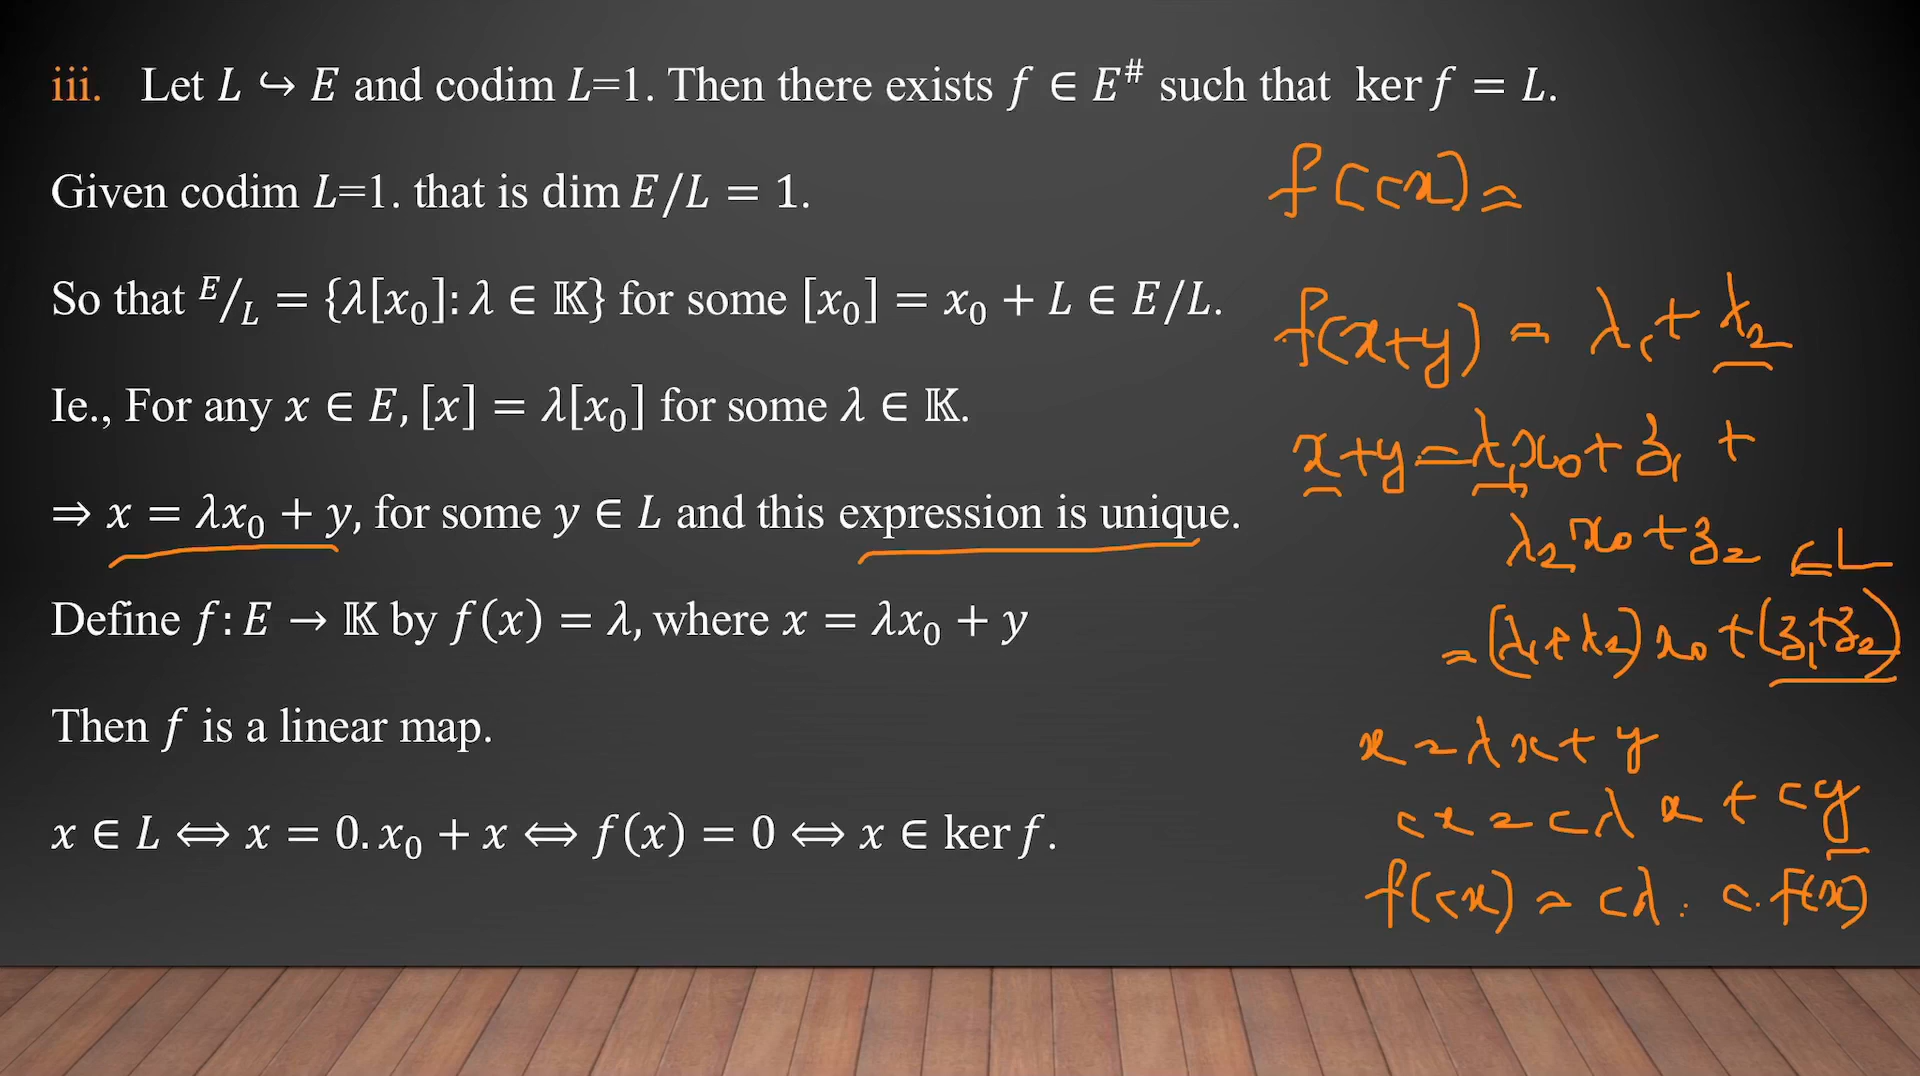 iii. Let L ↪ E and codim L=1. Then there exists f ∈ E^# such that ker f = L.
Given codim L=1. that is dim E/L = 1.
So that E/L = {λ[x₀]: λ ∈ 𝕂} for some [x₀] = x₀ + L ∈ E/L.
Ie., For any x ∈ E, [x] = λ[x₀] for some λ ∈ 𝕂.
⇒ x = λx₀ + y, for some y ∈ L and this expression is unique.
Define f: E → 𝕂 by f(x) = λ, where x = λx₀ + y
Then f is a linear map.
x ∈ L ⟺ x = 0. x₀ + x ⟺ f(x) = 0 ⟺ x ∈ ker f.
f(cx) =
f(x+y) = λ₁ + λ₂
x+y = λ₁x₀ + z₁ +
λ₂x₀ + z₂ ∈ L
= (λ₁+λ₂) x₀ + (z₁+z₂)
x = λx + y
cx = cλ x + cy
f(cx) = cλ . c. f(x)